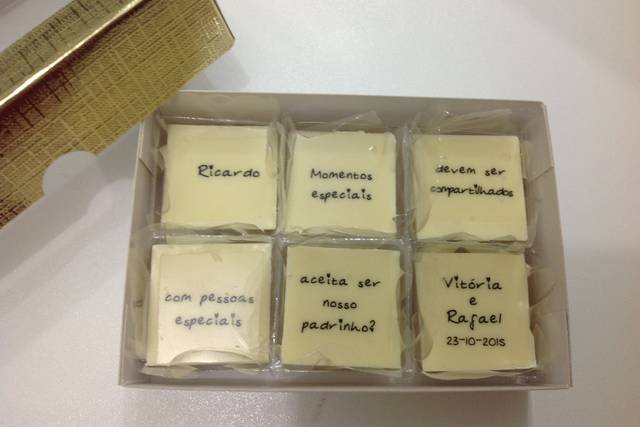 Ricardo
Momentos
especiais
devem ser
compartilhados
com pessoas
especiais
aceita ser
nosso
padrinho?
Vitória
e
Rafael
23-10-2015